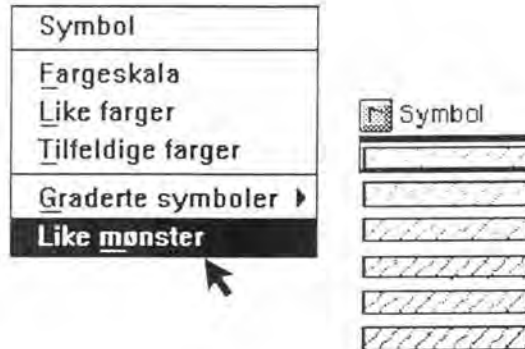 Symbol
Fargeskala
Like farger
Tilfeldige farger
Graderte symboler
Like mønster
Symbol